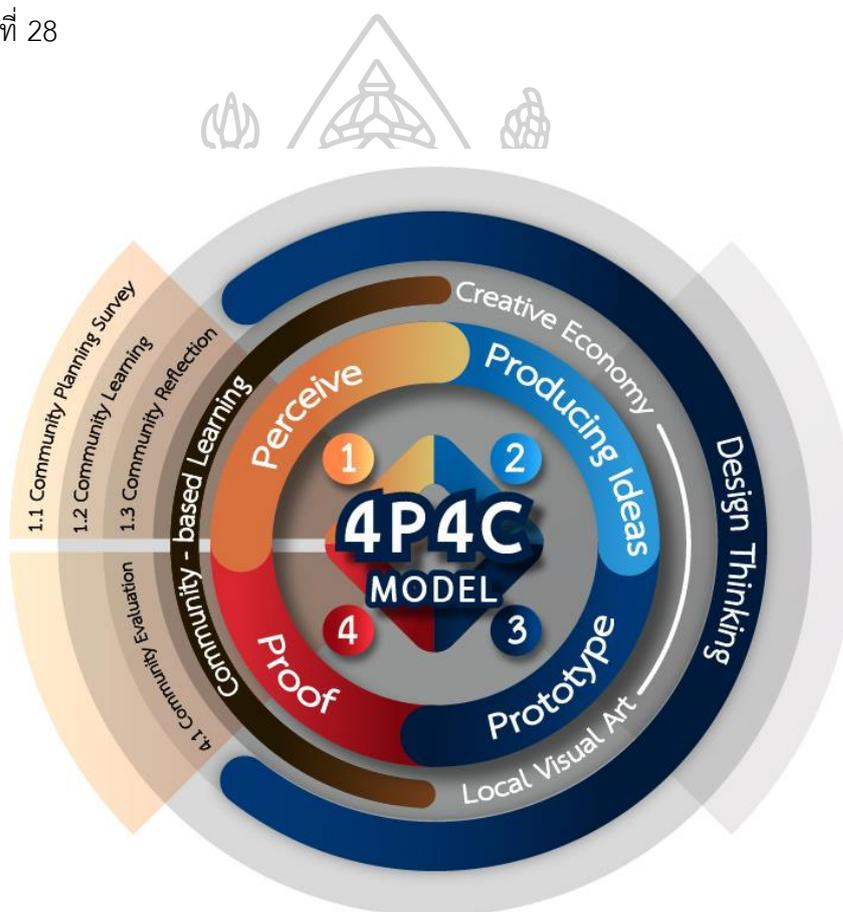 ที่ 28
1.1 Community Planning Survey
1.2 Community Learning
1.3 Community Reflection
Community - based Learning
4.1 Community Evaluation
Perceive
Producing Ideas
Prototype
Proof
1
2
3
4
4P4C
MODEL
Creative Economy
Local Visual Art
Design Thinking